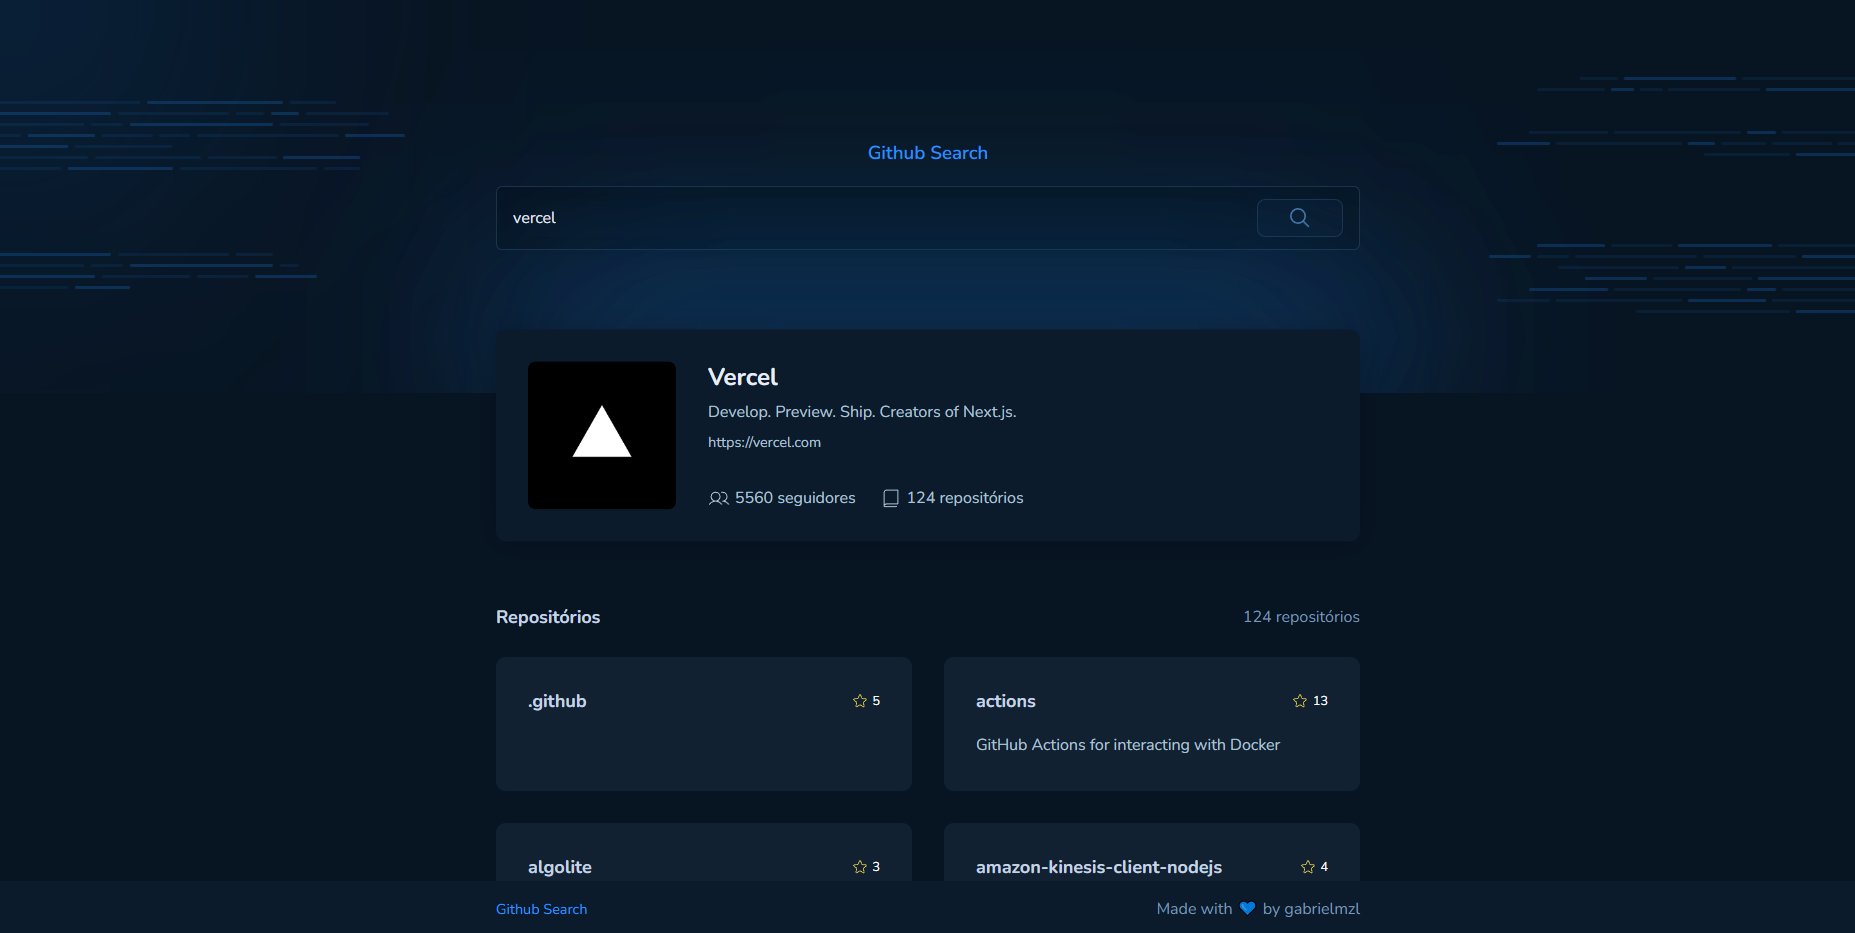 Github Search
vercel
Vercel
Develop. Preview. Ship. Creators of Next.js.
https://vercel.com
5560 seguidores 124 repositórios
Repositórios 124 repositórios
.github 5
actions 13
GitHub Actions for interacting with Docker
algolite 3
amazon-kinesis-client-nodejs 4
Github Search Made with 💙 by gabrielmzl